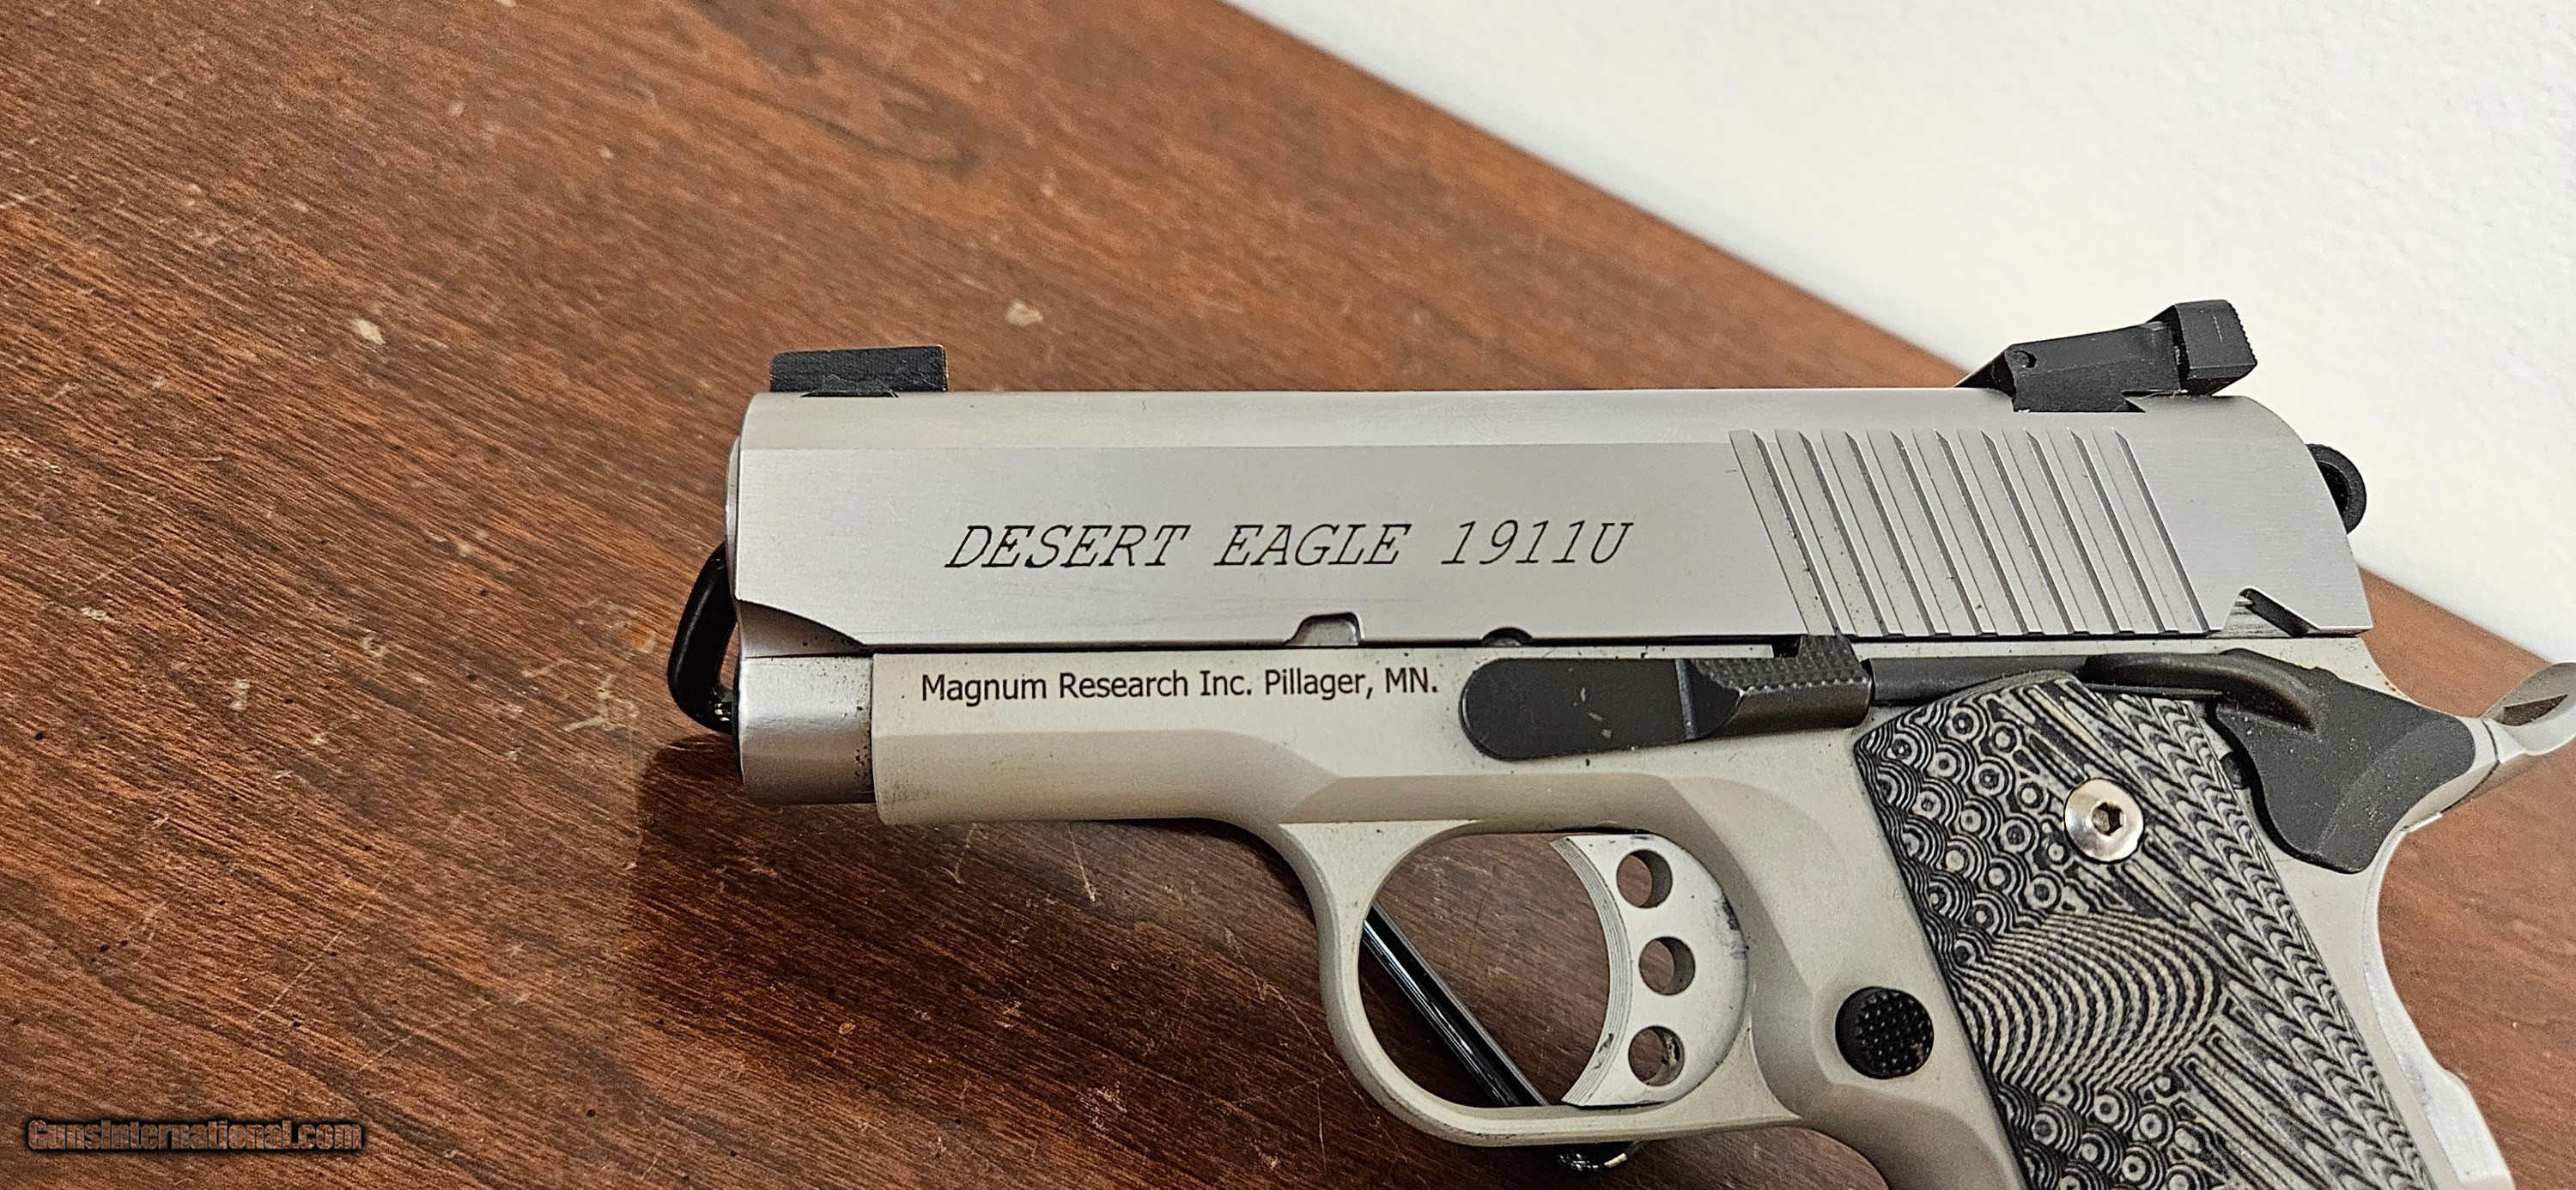 DESERT EAGLE 1911U
Magnum Research Inc. Pillager, MN.
GunsInternational.com